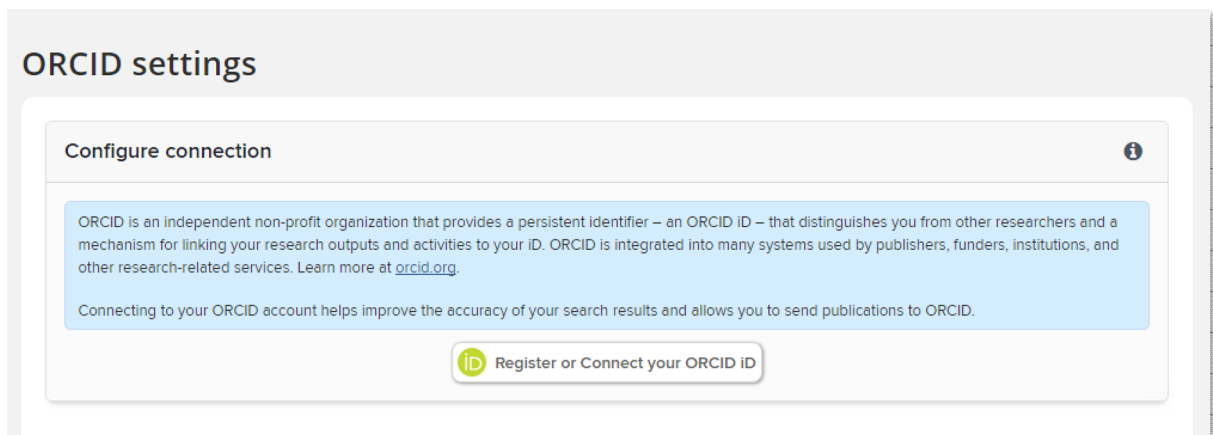 ORCID settings
Configure connection
ORCID is an independent non-profit organization that provides a persistent identifier – an ORCID iD – that distinguishes you from other researchers and a
mechanism for linking your research outputs and activities to your iD. ORCID is integrated into many systems used by publishers, funders, institutions, and
other research-related services. Learn more at orcid.org.
Connecting to your ORCID account helps improve the accuracy of your search results and allows you to send publications to ORCID.
iD Register or Connect your ORCID iD